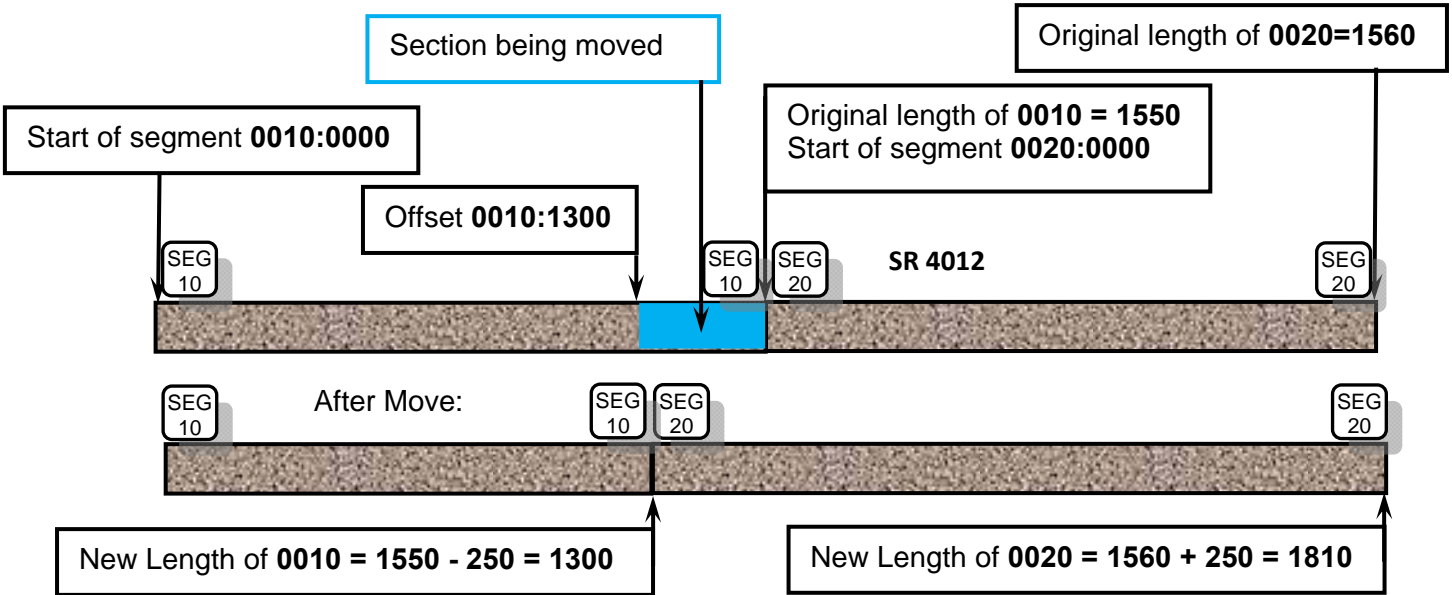 Section being moved
Original length of 0020=1560
Start of segment 0010:0000
Original length of 0010 = 1550
Start of segment 0020:0000
Offset 0010:1300
SEG
10
SEG
10
SEG
20
SR 4012
SEG
20
After Move:
SEG
10
SEG
10
SEG
20
SEG
20
New Length of 0010 = 1550 - 250 = 1300
New Length of 0020 = 1560 + 250 = 1810